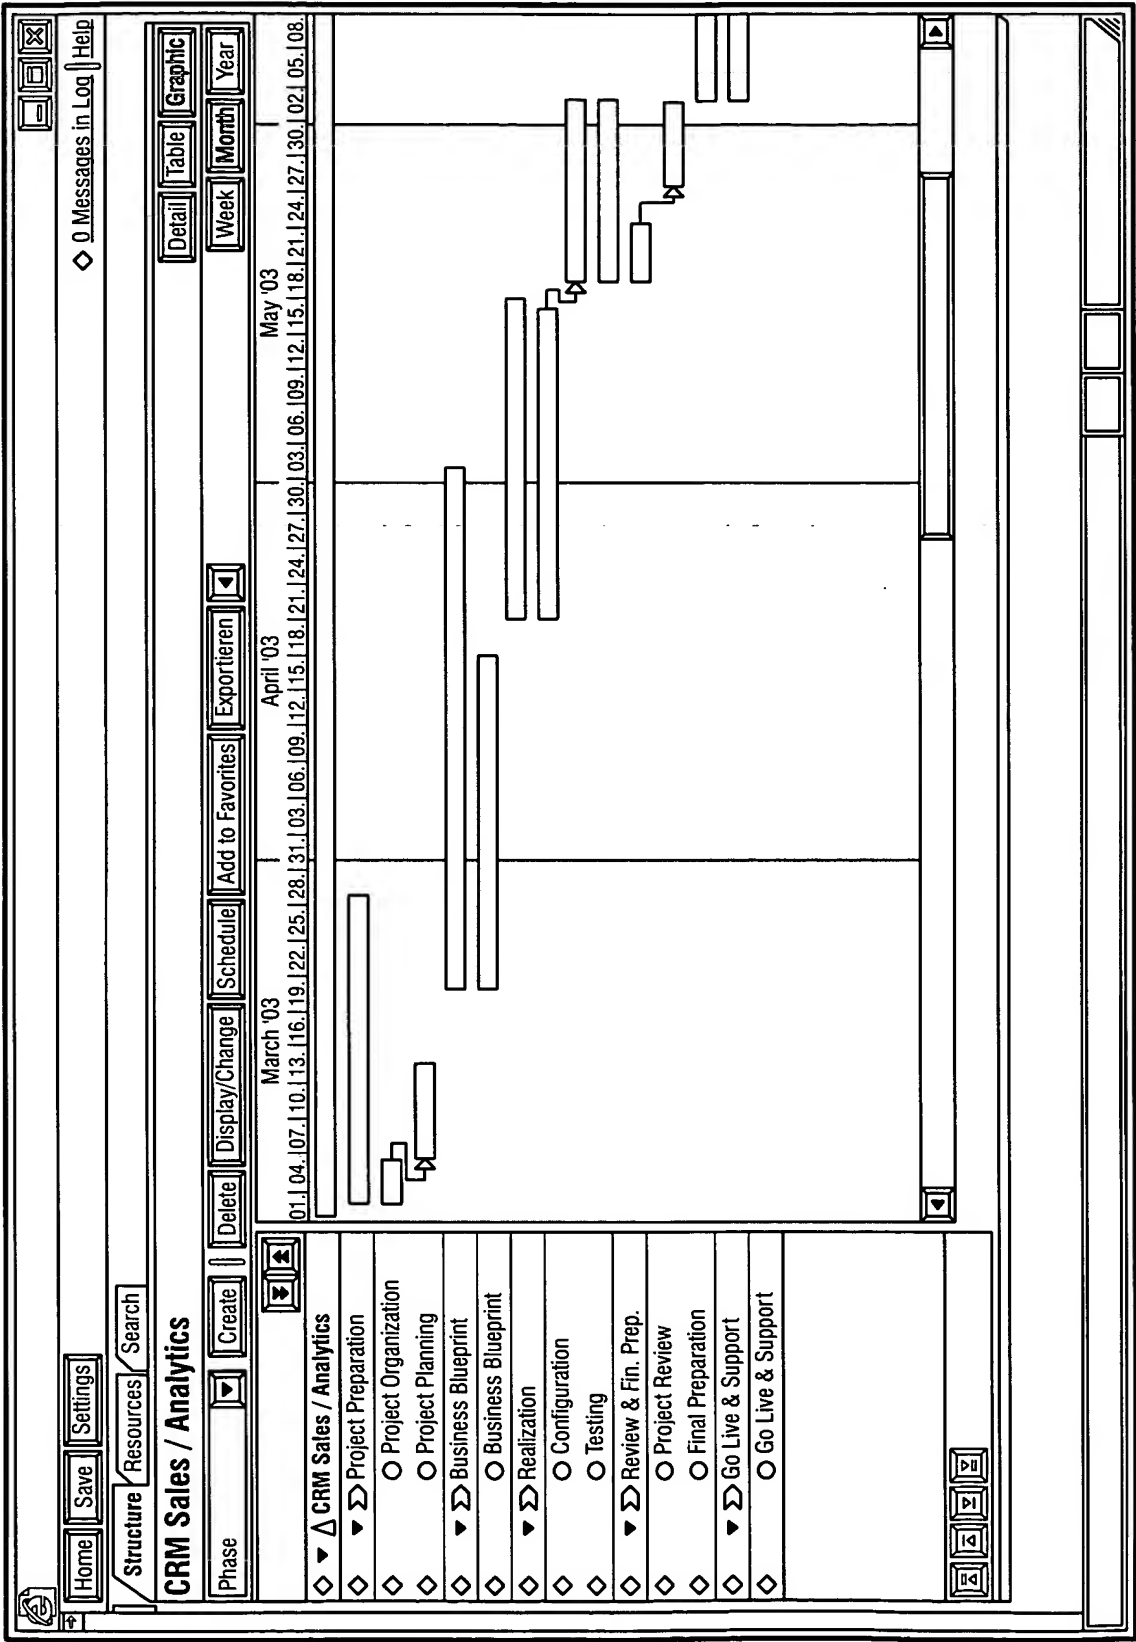 0 Messages in Log Help
Home Save Settings
Structure Resources Search
CRM Sales / Analytics
Detail Table Graphic
Phase Create Delete Display/Change Schedule Add to Favorites Exportieren Week Month Year
March '03 April '03 May '03
01. 04. 07. 10. 13. 16. 19. 22. 25. 28. 31. 03. 06. 09. 12. 15. 18. 21. 24. 27. 30. 03. 06. 09. 12. 15. 18. 21. 24. 27. 30. 02. 05. 08.
CRM Sales / Analytics
Project Preparation
Project Organization
Project Planning
Business Blueprint
Business Blueprint
Realization
Configuration
Testing
Review & Fin. Prep.
Project Review
Final Preparation
Go Live & Support
Go Live & Support